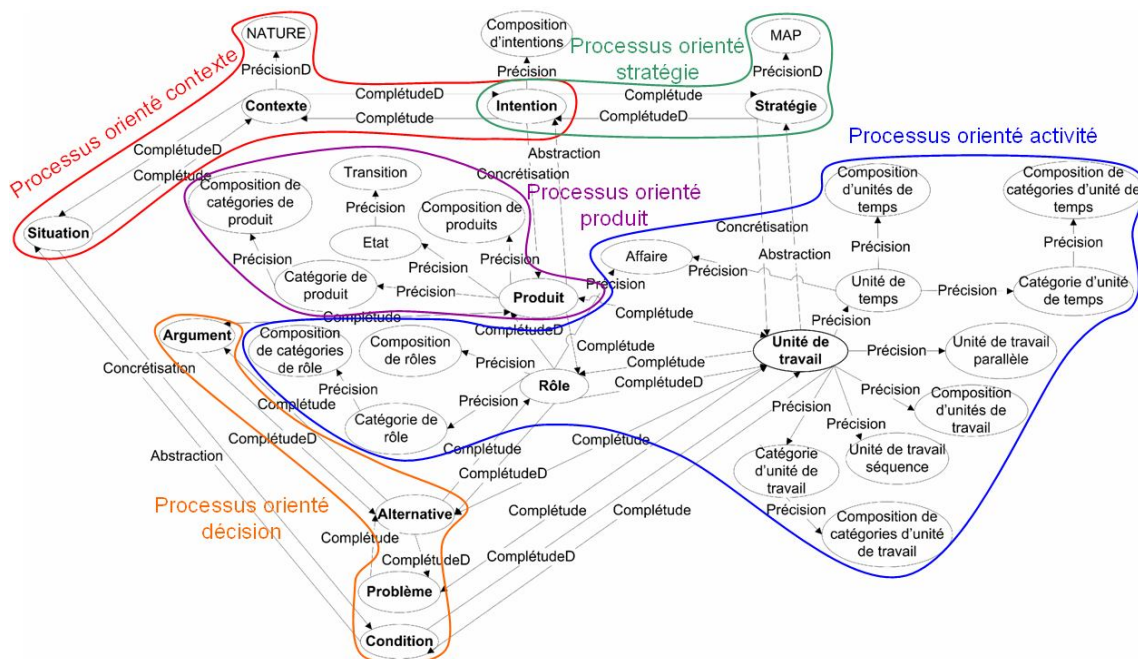 NATURE
Composition
d'intentions
Processus orienté
stratégie
MAP
Processus orienté contexte
PrécisionD
Précision
PrécisionD
Contexte
ComplétudeD
Complétude
Intention
Complétude
ComplétudeD
Stratégie
Processus orienté activité
ComplétudeD
Complétude
Abstraction
Concrétisation
Situation
Composition de
catégories de
produit
Transition
Précision
Etat
Composition de
produits
Processus orienté
produit
Composition
d'unités de
temps
Composition de
catégories d'unité de
temps
Concrétisation
Abstraction
Affaire
Précision
Précision
Précision
Précision
Précision
Catégorie de
produit
Précision
Précision
Produit
Précision
Unité de
temps
Précision
Catégorie d'unité
de temps
Précision
Argument
Complétude
ComplétudeD
Complétude
Composition
de catégories
de rôle
Composition
de rôles
Précision
Rôle
Complétude
Complétude
ComplétudeD
Unité de
travail
Précision
Unité de travail
parallèle
Concrétisation
Précision
Catégorie de
rôle
Précision
Complétude
ComplétudeD
Abstraction
Complétude
ComplétudeD
Complétude
Précision
Précision
Précision
Composition
d'unités de
travail
Catégorie
d'unité de
travail
Unité de travail
séquence
Processus orienté
décision
Alternative
Complétude
ComplétudeD
Complétude
ComplétudeD
Complétude
Précision
Composition de
catégories d'unité
de travail
Problème
Condition